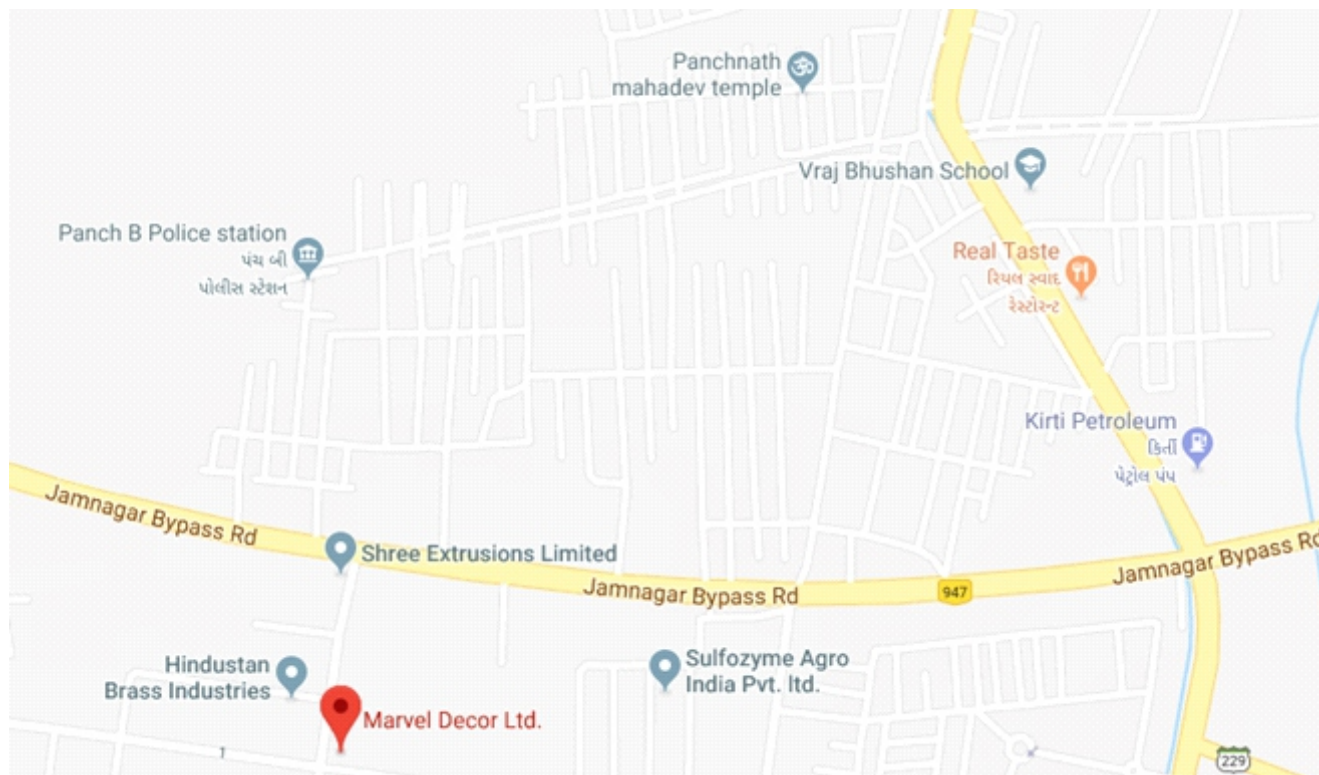 Panchnath
mahadev temple
Vraj Bhushan School
Panch B Police station
પંચ બી
પોલીસ સ્ટેશન
Real Taste
રિયલ સ્વાદ
રેસ્ટોરન્ટ
Kirti Petroleum
કિર્તી
પેટ્રોલ પંપ
Jamnagar Bypass Rd
Shree Extrusions Limited
Jamnagar Bypass Rd
947
Jamnagar Bypass Rd
Hindustan
Brass Industries
Sulfozyme Agro
India Pvt. ltd.
Marvel Decor Ltd.
229